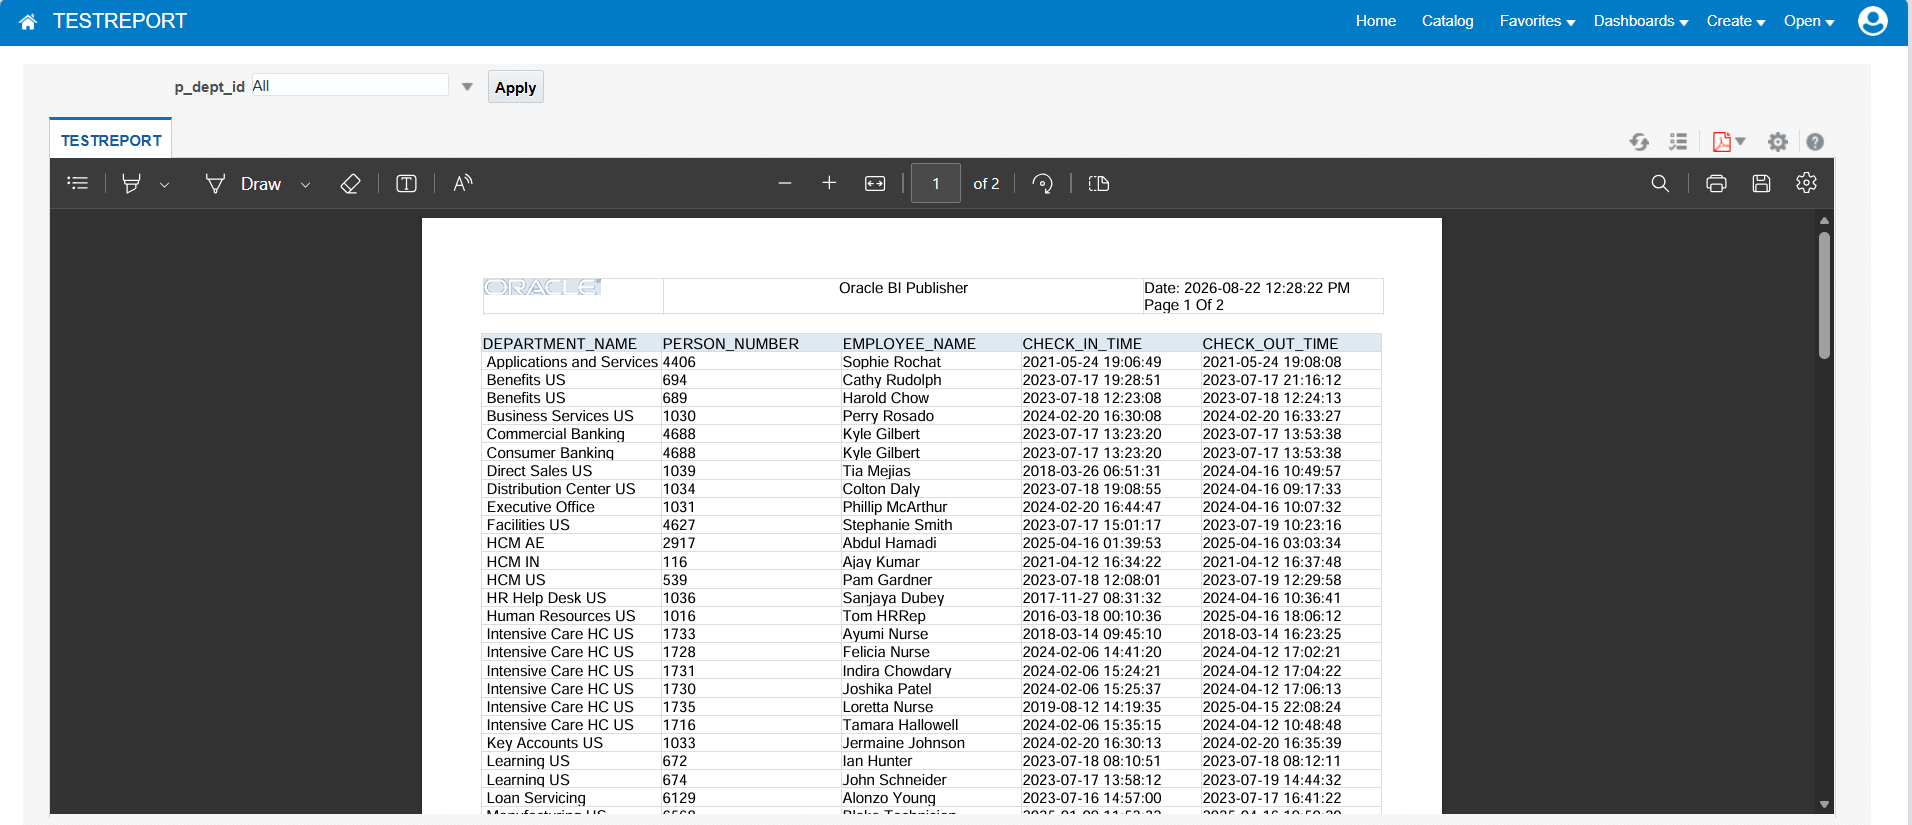 TESTREPORT Home Catalog Favorites Dashboards Create Open
p_dept_id All Apply
TESTREPORT
Draw 1 of 2
ORACLE Oracle BI Publisher Date: 2026-08-22 12:28:22 PM
Page 1 Of 2
DEPARTMENT_NAME PERSON_NUMBER EMPLOYEE_NAME CHECK_IN_TIME CHECK_OUT_TIME
Applications and Services 4406 Sophie Rochat 2021-05-24 19:06:49 2021-05-24 19:08:08
Benefits US 694 Cathy Rudolph 2023-07-17 19:28:51 2023-07-17 21:16:12
Benefits US 689 Harold Chow 2023-07-18 12:23:08 2023-07-18 12:24:13
Business Services US 1030 Perry Rosado 2024-02-20 16:30:08 2024-02-20 16:33:27
Commercial Banking 4688 Kyle Gilbert 2023-07-17 13:23:20 2023-07-17 13:53:38
Consumer Banking 4688 Kyle Gilbert 2023-07-17 13:23:20 2023-07-17 13:53:38
Direct Sales US 1039 Tia Mejias 2018-03-26 06:51:31 2024-04-16 10:49:57
Distribution Center US 1034 Colton Daly 2023-07-18 19:08:55 2024-04-16 09:17:33
Executive Office 1031 Phillip McArthur 2024-02-20 16:44:47 2024-04-16 10:07:32
Facilities US 4627 Stephanie Smith 2023-07-17 15:01:17 2023-07-19 10:23:16
HCM AE 2917 Abdul Hamadi 2025-04-16 01:39:53 2025-04-16 03:03:34
HCM IN 116 Ajay Kumar 2021-04-12 16:34:22 2021-04-12 16:37:48
HCM US 539 Pam Gardner 2023-07-18 12:08:01 2023-07-19 12:29:58
HR Help Desk US 1036 Sanjaya Dubey 2017-11-27 08:31:32 2024-04-16 10:36:41
Human Resources US 1016 Tom HRRep 2016-03-18 00:10:36 2025-04-16 18:06:12
Intensive Care HC US 1733 Ayumi Nurse 2018-03-14 09:45:10 2018-03-14 16:23:25
Intensive Care HC US 1728 Felicia Nurse 2024-02-06 14:41:20 2024-04-12 17:02:21
Intensive Care HC US 1731 Indira Chowdary 2024-02-06 15:24:21 2024-04-12 17:04:22
Intensive Care HC US 1730 Joshika Patel 2024-02-06 15:25:37 2024-04-12 17:06:13
Intensive Care HC US 1735 Loretta Nurse 2019-08-12 14:19:35 2025-04-15 22:08:24
Intensive Care HC US 1716 Tamara Hallowell 2024-02-06 15:35:15 2024-04-12 10:48:48
Key Accounts US 1033 Jermaine Johnson 2024-02-20 16:30:13 2024-02-20 16:35:39
Learning US 672 Ian Hunter 2023-07-18 08:10:51 2023-07-18 08:12:11
Learning US 674 John Schneider 2023-07-17 13:58:12 2023-07-19 14:44:32
Loan Servicing 6129 Alonzo Young 2023-07-16 14:57:00 2023-07-17 16:41:22